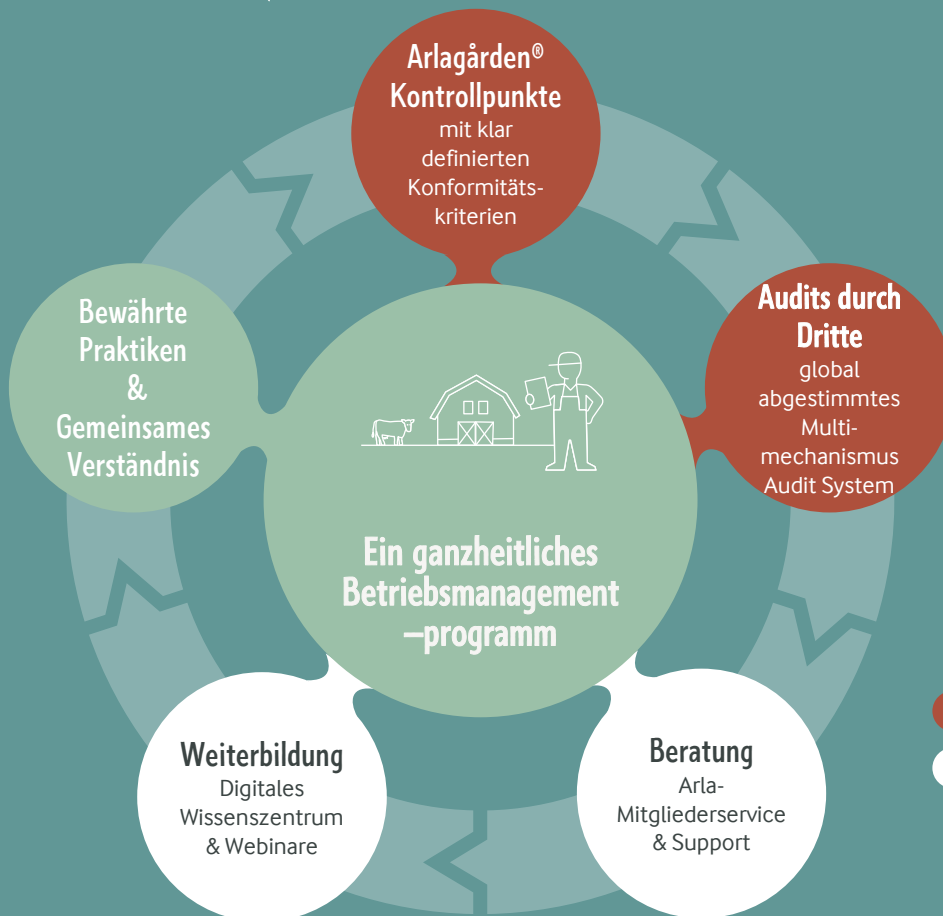 Arlagården®
Kontrollpunkte
mit klar
definierten
Konformitäts-
kriterien
Audits durch
Dritte
global
abgestimmtes
Multi-
mechanismus
Audit System
Beratung
Arla-
Mitgliederservice
& Support
Weiterbildung
Digitales
Wissenszentrum
& Webinare
Bewährte
Praktiken
&
Gemeinsames
Verständnis
Ein ganzheitliches
Betriebsmanagement
–programm